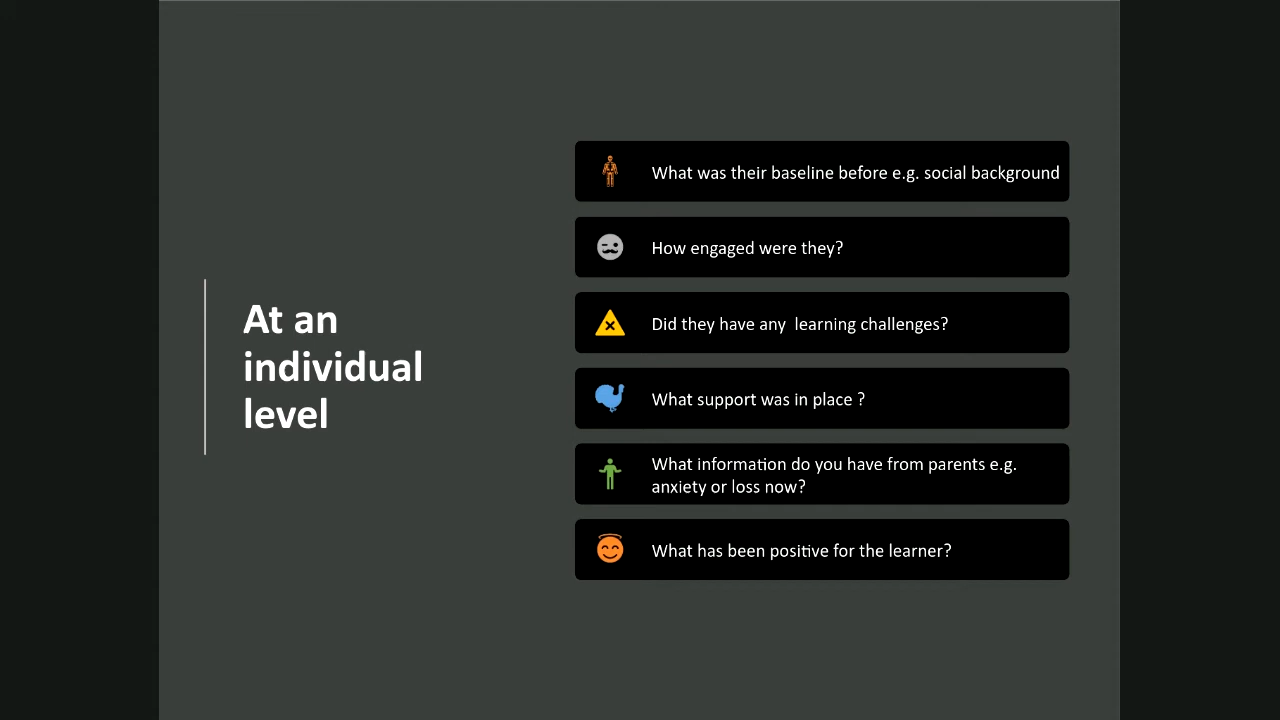 At an
individual
level
What was their baseline before e.g. social background
How engaged were they?
Did they have any  learning challenges?
What support was in place ?
What information do you have from parents e.g.
anxiety or loss now?
What has been positive for the learner?